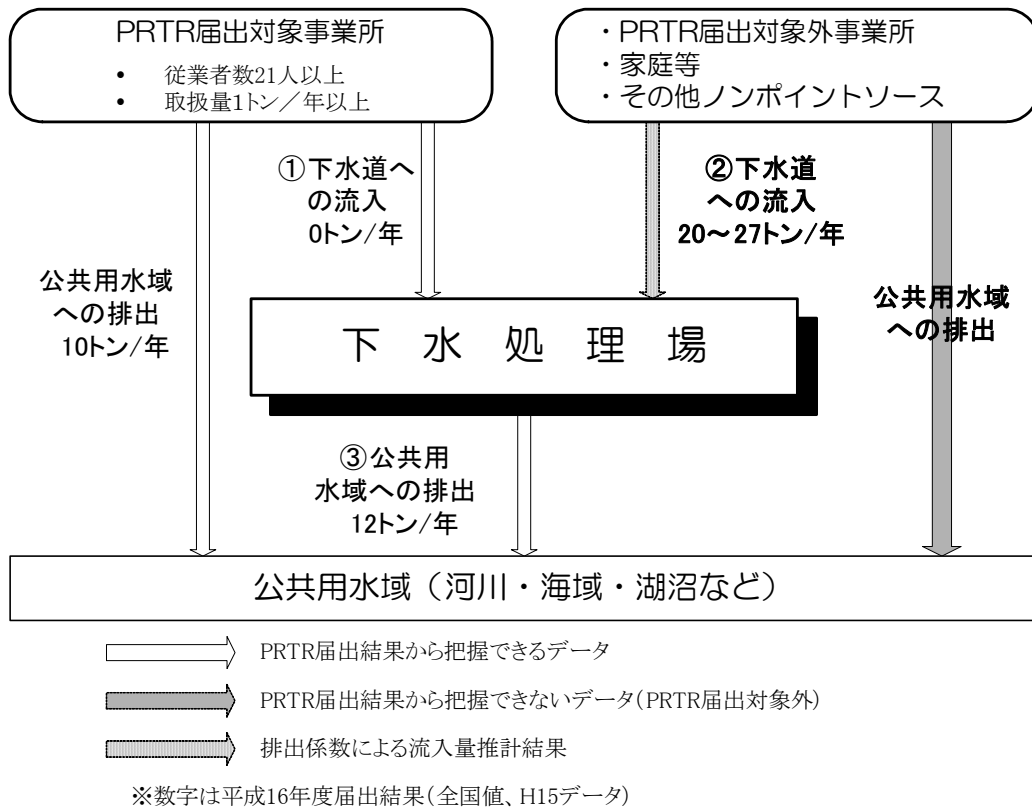 PRTR届出対象事業所
• 従業者数21人以上
• 取扱量1トン／年以上
・PRTR届出対象外事業所
・家庭等
・その他ノンポイントソース
①下水道へ
の流入
0トン/年
②下水道
への流入
20～27トン/年
公共用水域
への排出
10トン/年
公共用水域
への排出
下水処理場
③公共用
水域への排出
12トン/年
公共用水域（河川・海域・湖沼など）
PRTR届出結果から把握できるデータ
PRTR届出結果から把握できないデータ(PRTR届出対象外)
排出係数による流入量推計結果
※数字は平成16年度届出結果(全国値、H15データ)